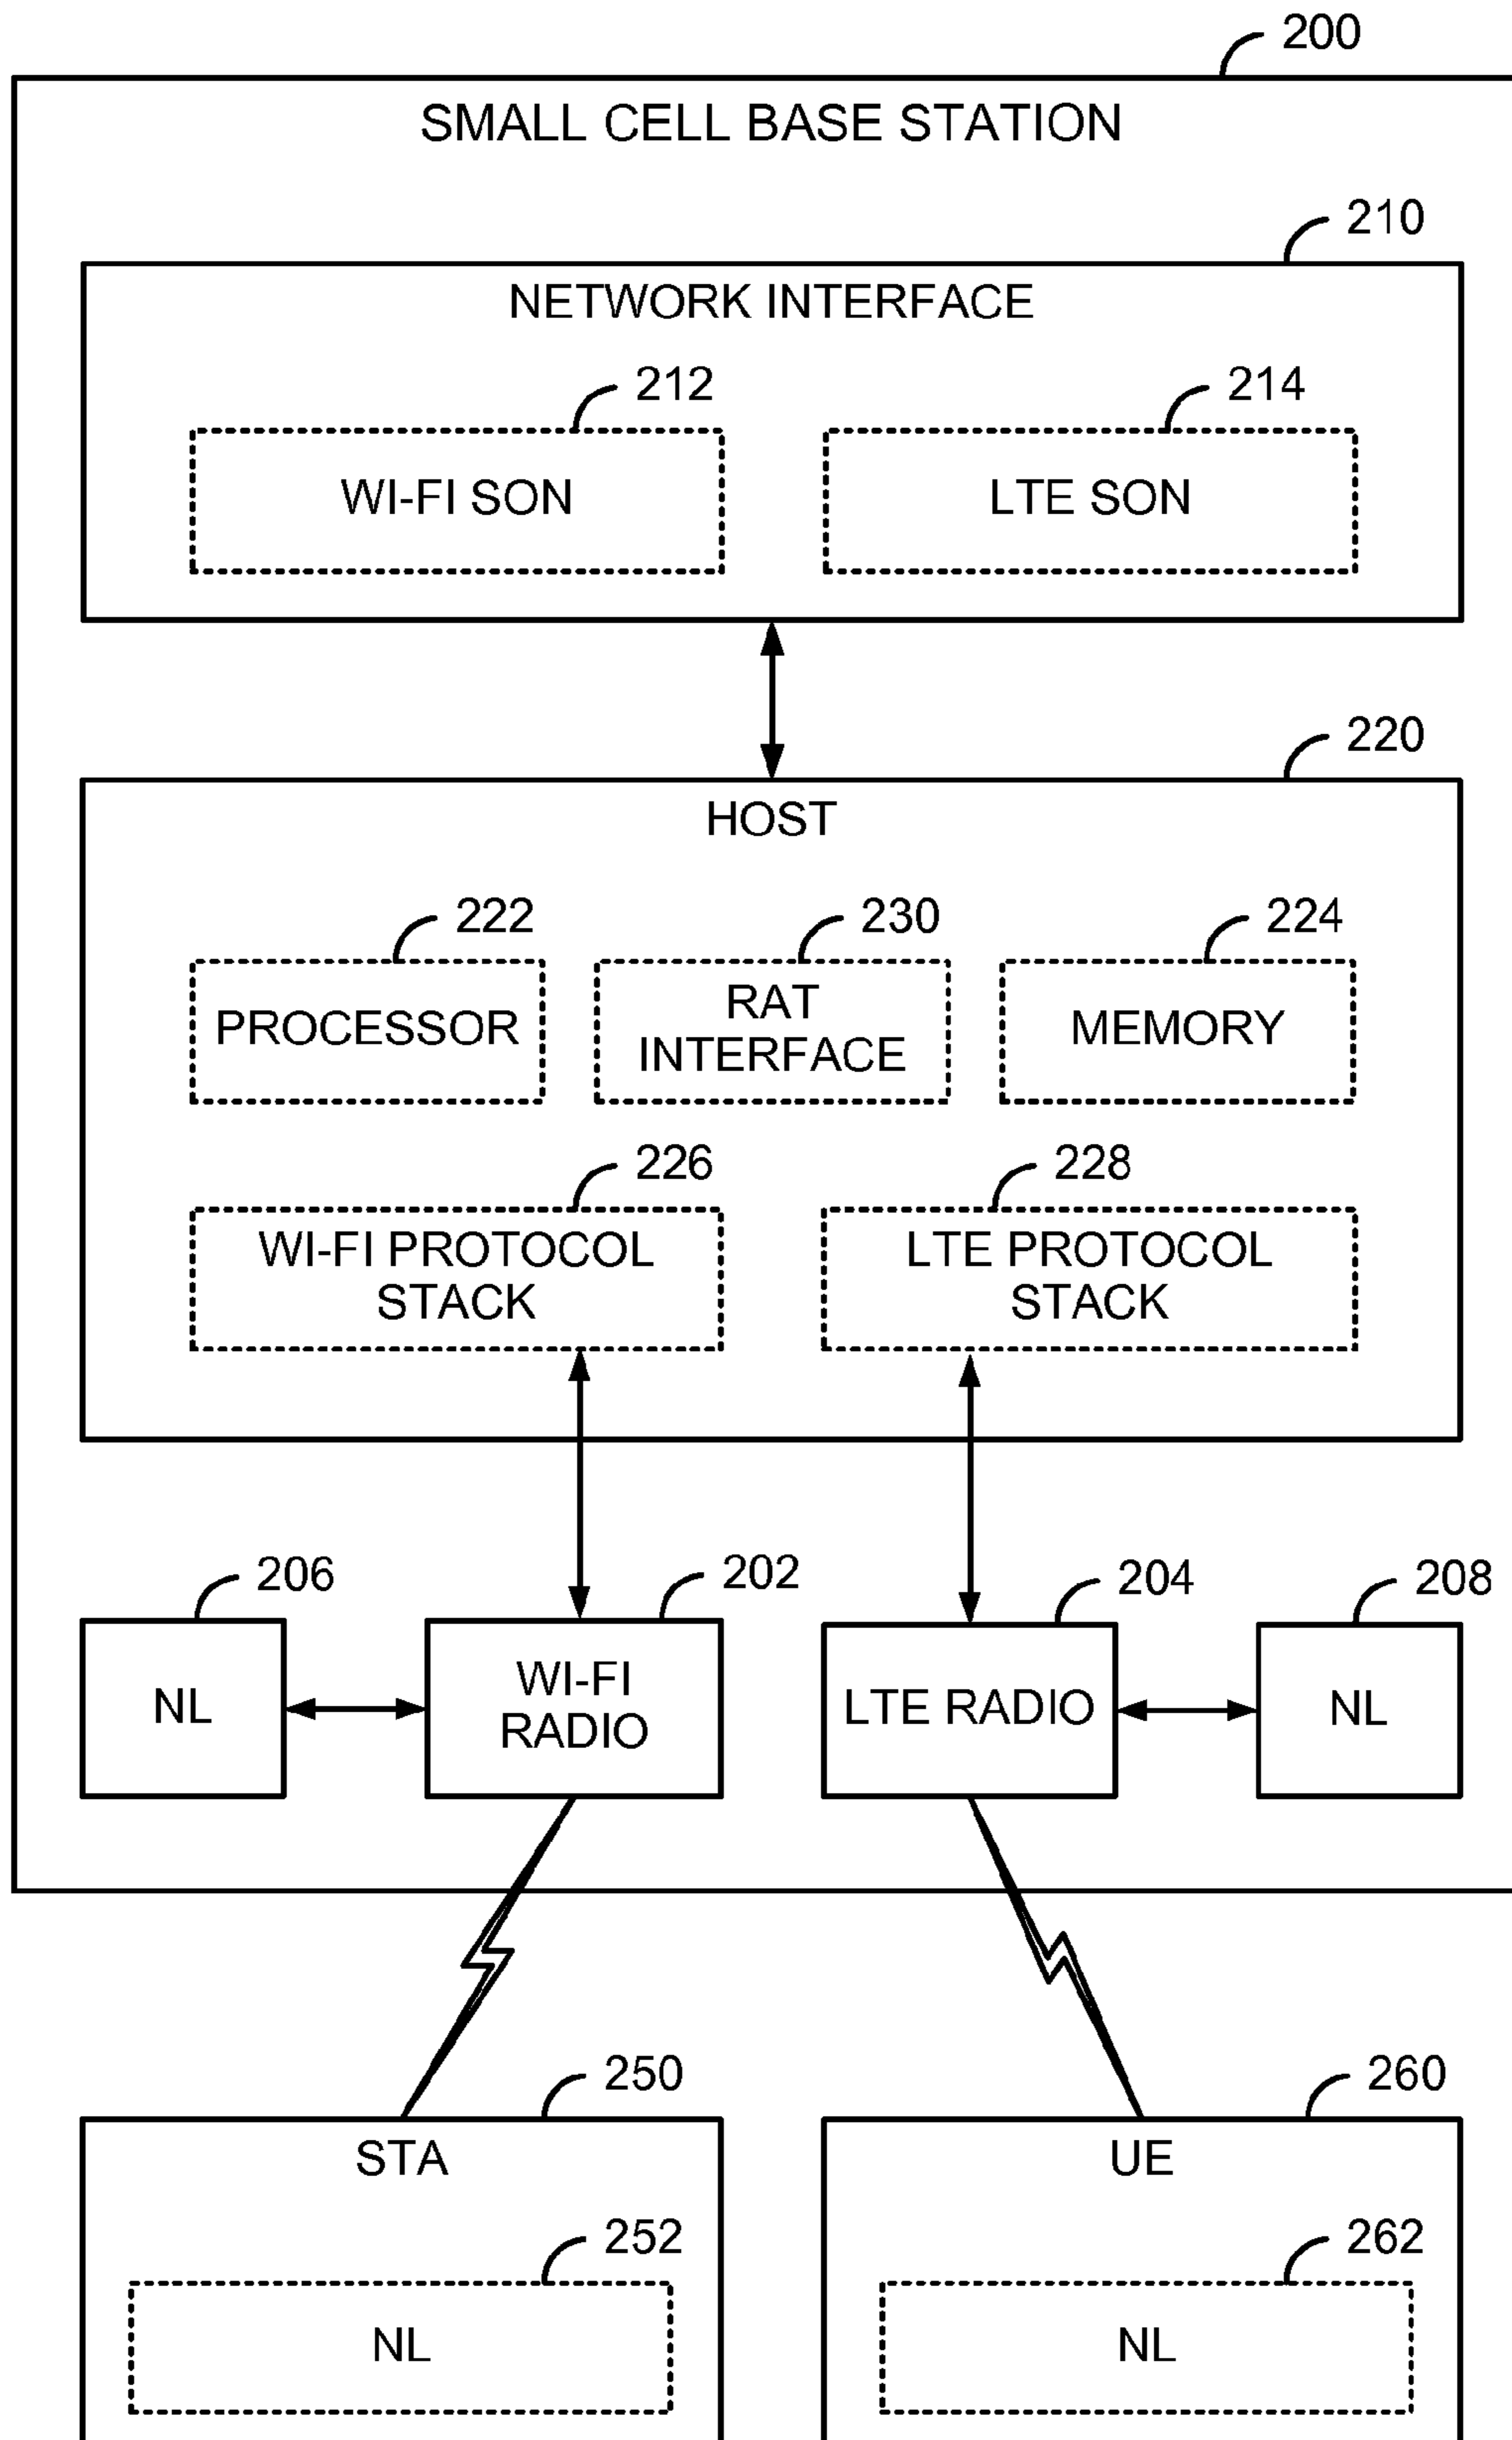 200
SMALL CELL BASE STATION
210
NETWORK INTERFACE
212
214
WI-FI SON
LTE SON
220
HOST
222
230
224
PROCESSOR
RAT
INTERFACE
MEMORY
226
228
WI-FI PROTOCOL
STACK
LTE PROTOCOL
STACK
206
202
204
208
NL
WI-FI
RADIO
LTE RADIO
NL
250
260
STA
UE
252
262
NL
NL